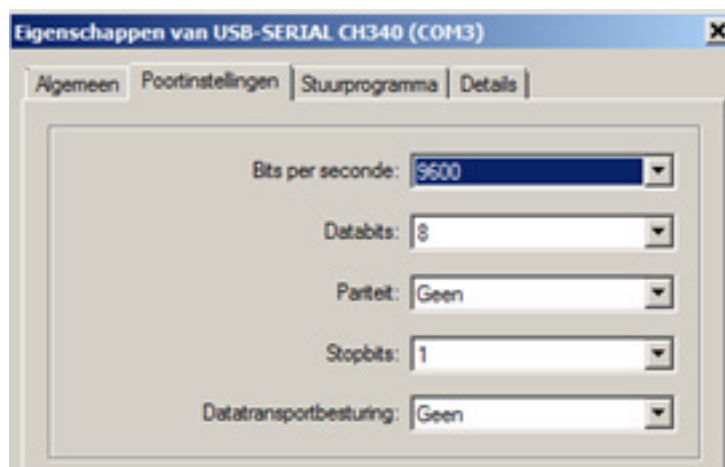 Eigenschappen van USB-SERIAL CH340 (COM3)
Algemeen Poortinstellingen Stuurprogramma Details
Bits per seconde: 9600
Databits: 8
Pariteit: Geen
Stopbits: 1
Datatransportbesturing: Geen